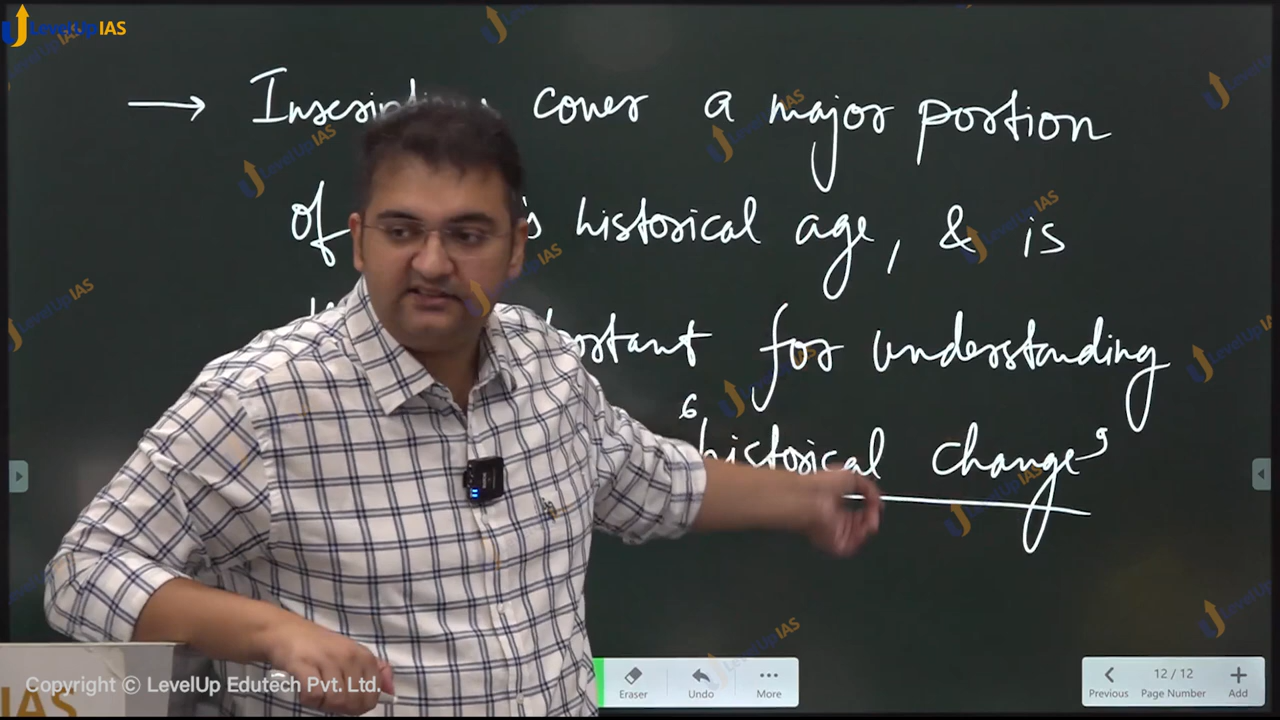 LevelUp IAS
→ cover a major portion
of historical age, & is
for understanding
'historical change'
IAS
Copyright © LevelUp Edutech Pvt. Ltd.
Eraser
Undo
More
Previous
12 / 12
Page Number
Add